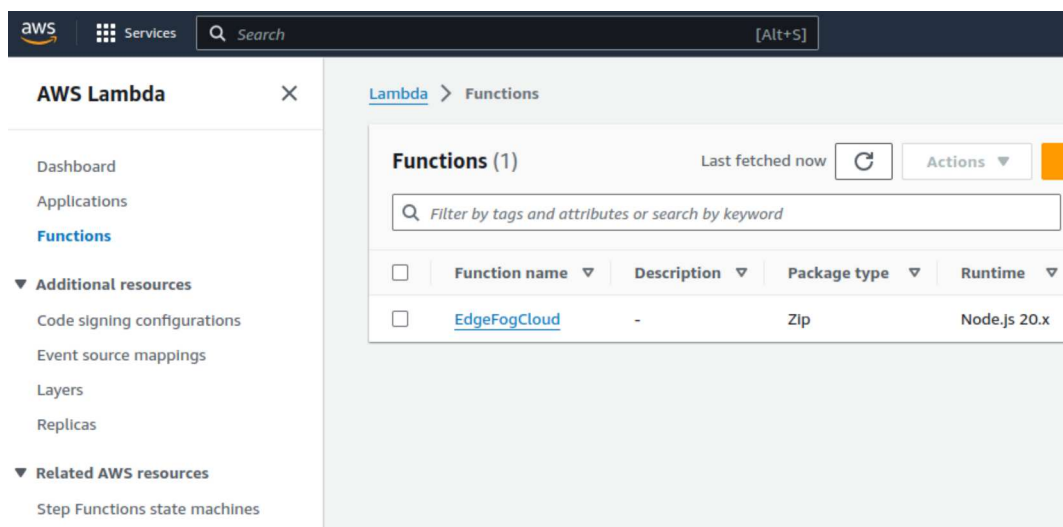 aws
Services
Search
[Alt+S]
AWS Lambda
Dashboard
Applications
Functions
Additional resources
Code signing configurations
Event source mappings
Layers
Replicas
Related AWS resources
Step Functions state machines
Lambda > Functions
Functions (1)
Last fetched now
Actions
Filter by tags and attributes or search by keyword
Function name Description Package type Runtime
EdgeFogCloud - Zip Node.js 20.x